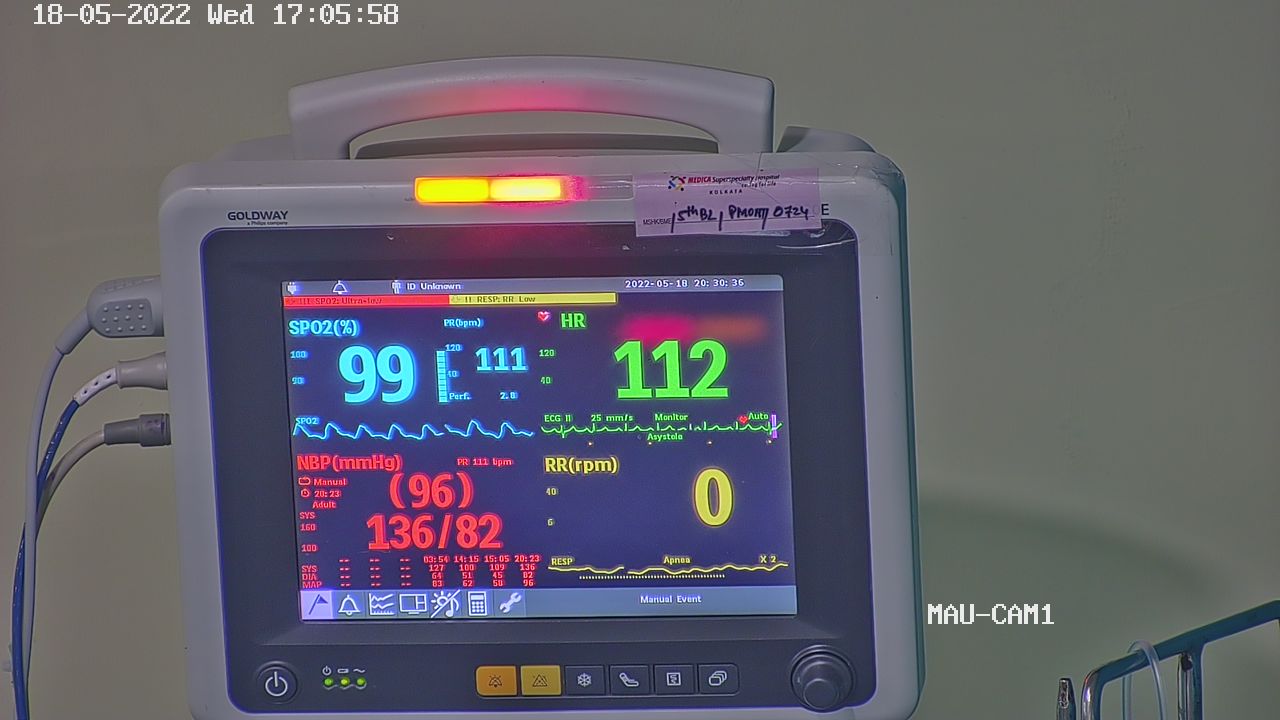 18-05-2022 Wed 17:05:58
MEDICA Superspecialty Hospital
KOLKATA
5th BL / PMON / 0724
GOLDWAY
a Philips company
E
ID Unknown 2022-05-18 20:30:36
!!! SPO2: Ultra-low !! RESP: RR Low
SPO2(%) PR(bpm) HR
100 99 120 111 120 112
90 40 40
Perf. 2.8
SPO2 ECG II 25 mm/s Monitor Auto
Asystole
NBP(mmHg) PR 111 bpm RR(rpm)
Manual (96) 40 0
20:23
Adult
SYS 136/82 6
160
100
03:54 14:15 15:05 20:23
SYS -- -- -- 127 100 109 136
DIA -- -- -- 64 51 45 82
MAP -- -- -- 83 62 58 96
RESP Apnea X 2
Manual Event
MAU-CAM1